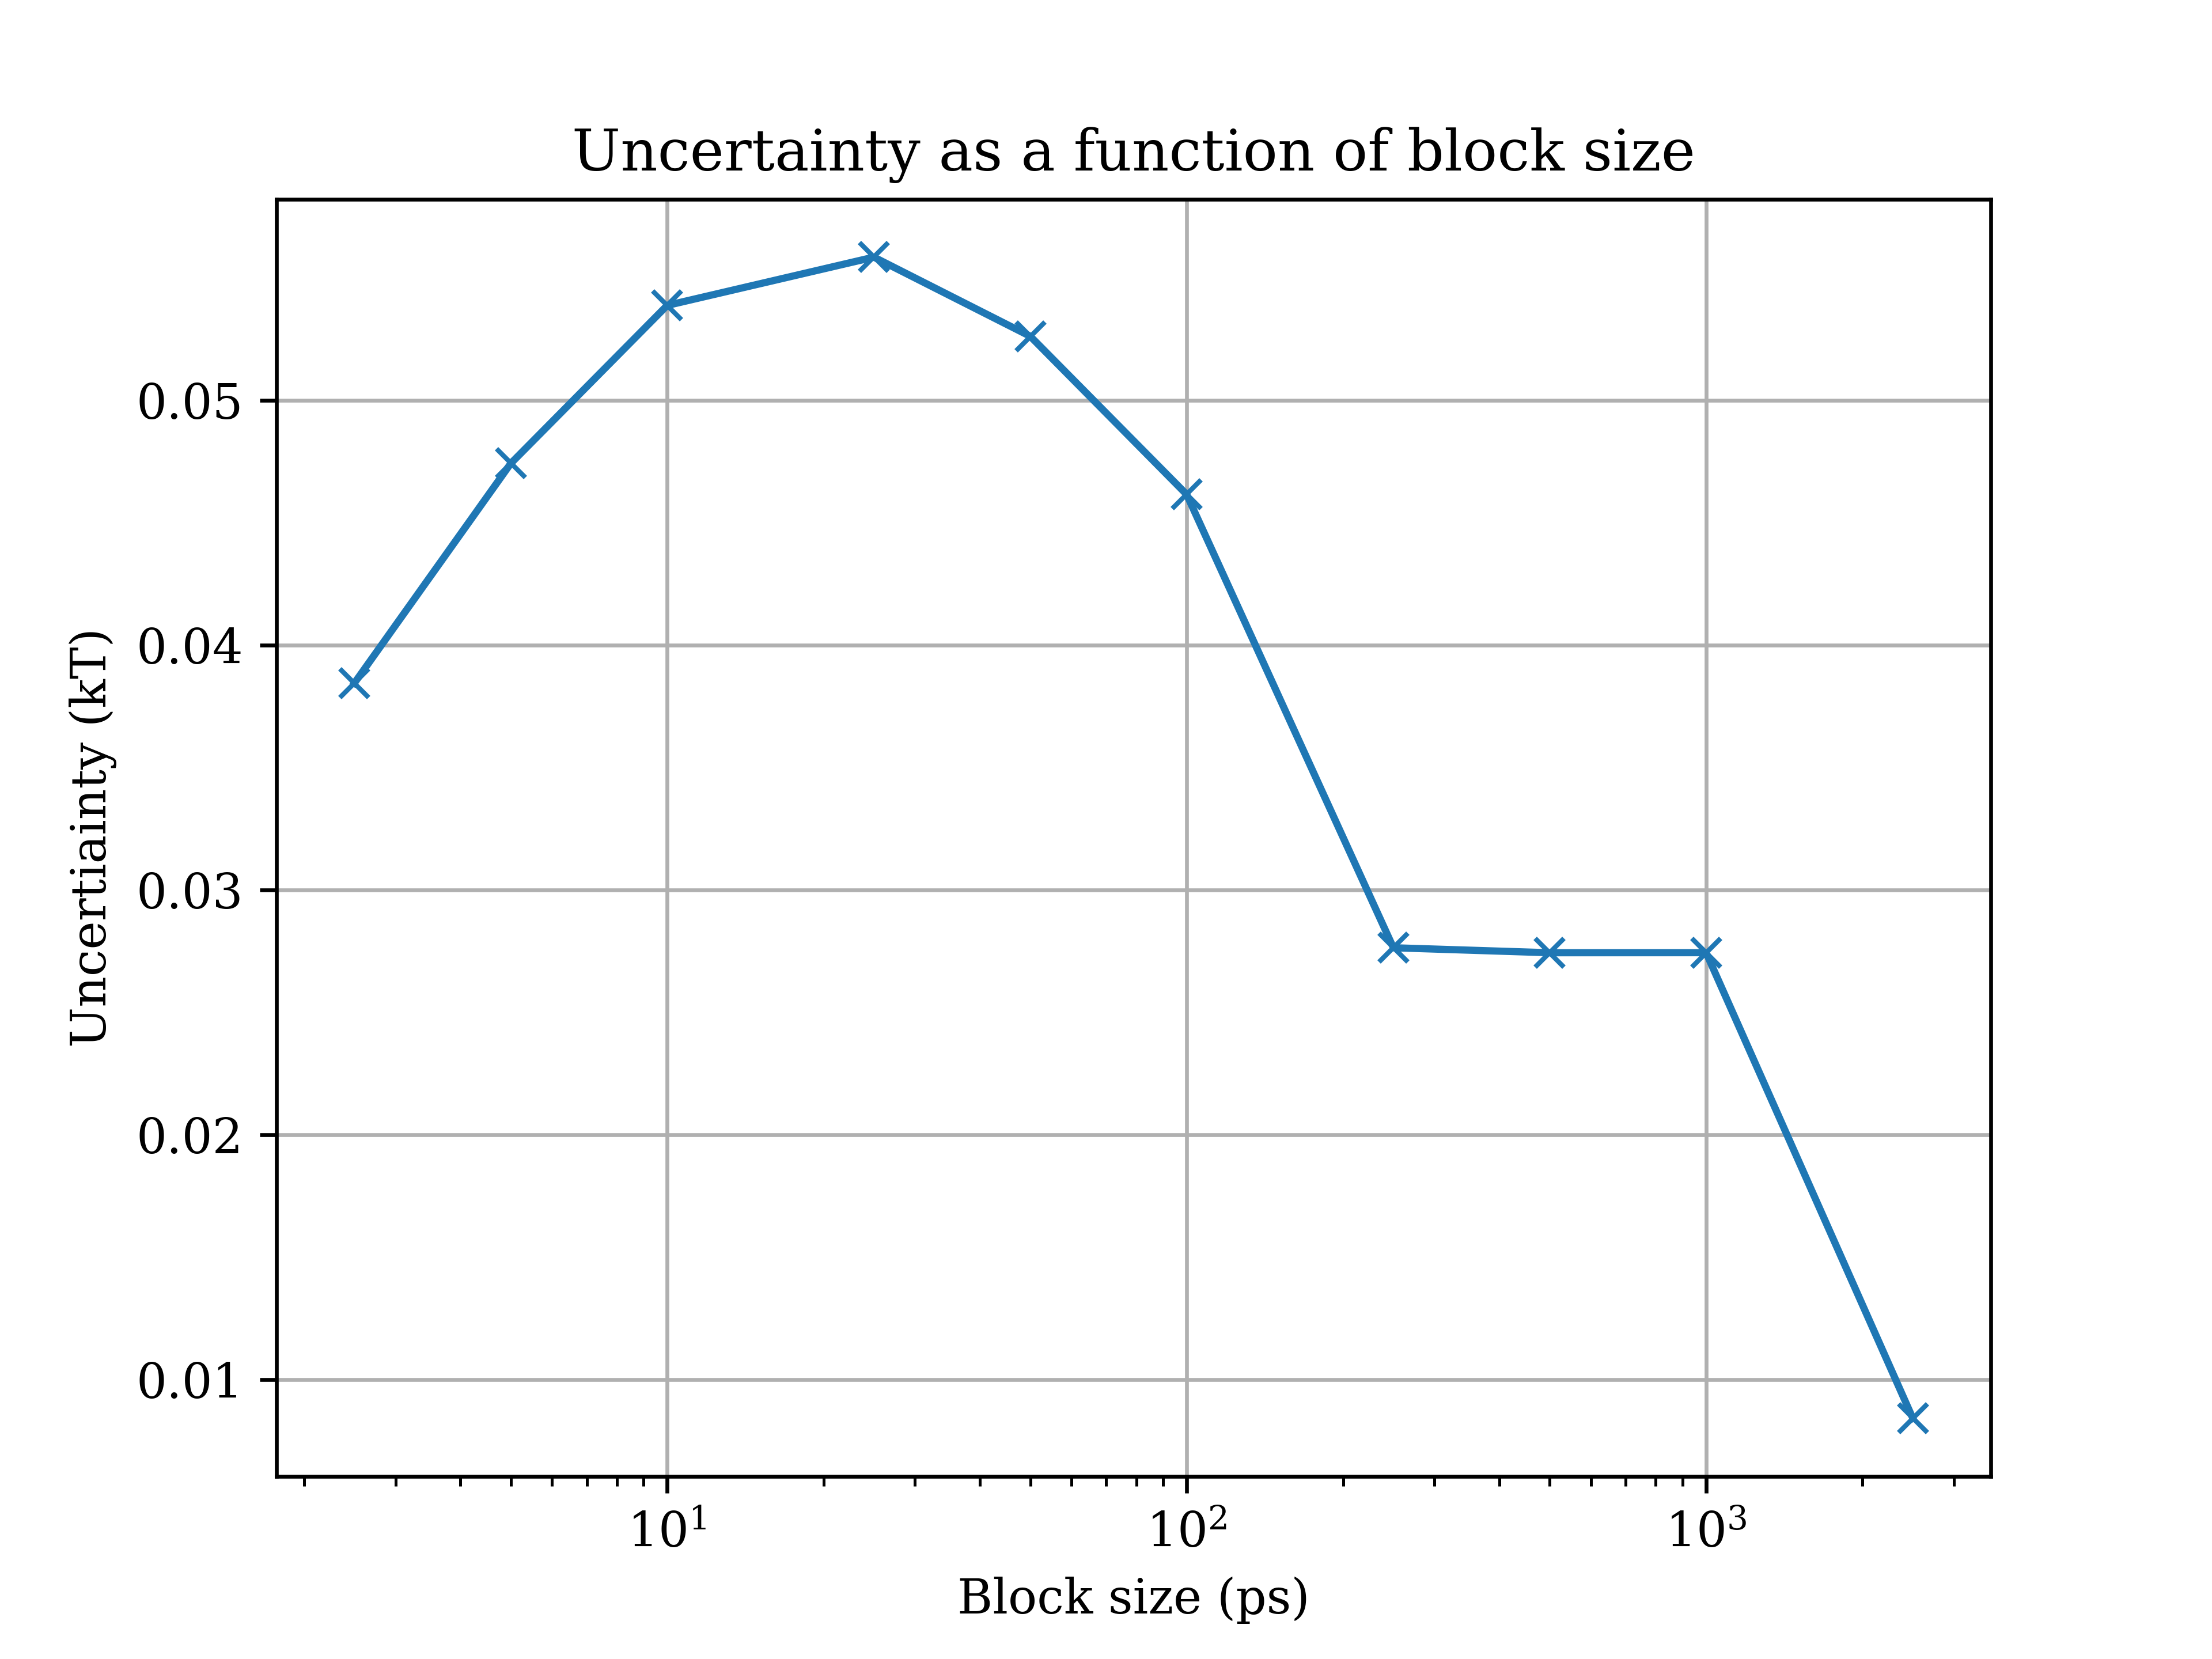 Uncertainty as a function of block size
Uncertiainty (kT)
0.05
0.04
0.03
0.02
0.01
10¹ 10² 10³
Block size (ps)